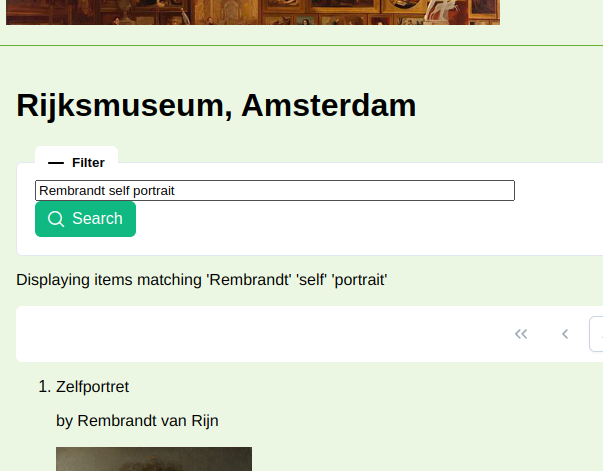 Rijksmuseum, Amsterdam
Filter
Rembrandt self portrait
Search
Displaying items matching 'Rembrandt' 'self' 'portrait'
1. Zelfportret
by Rembrandt van Rijn